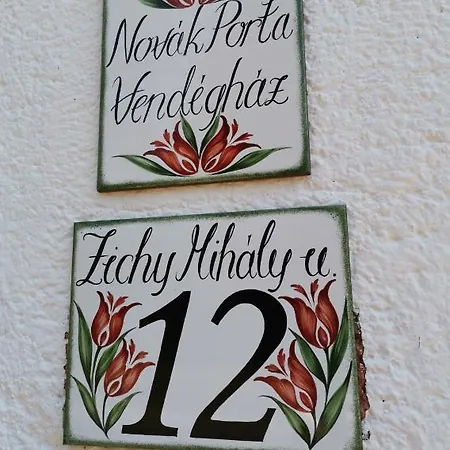 Novák Porta
Vendégház
Zichy Mihály u.
12